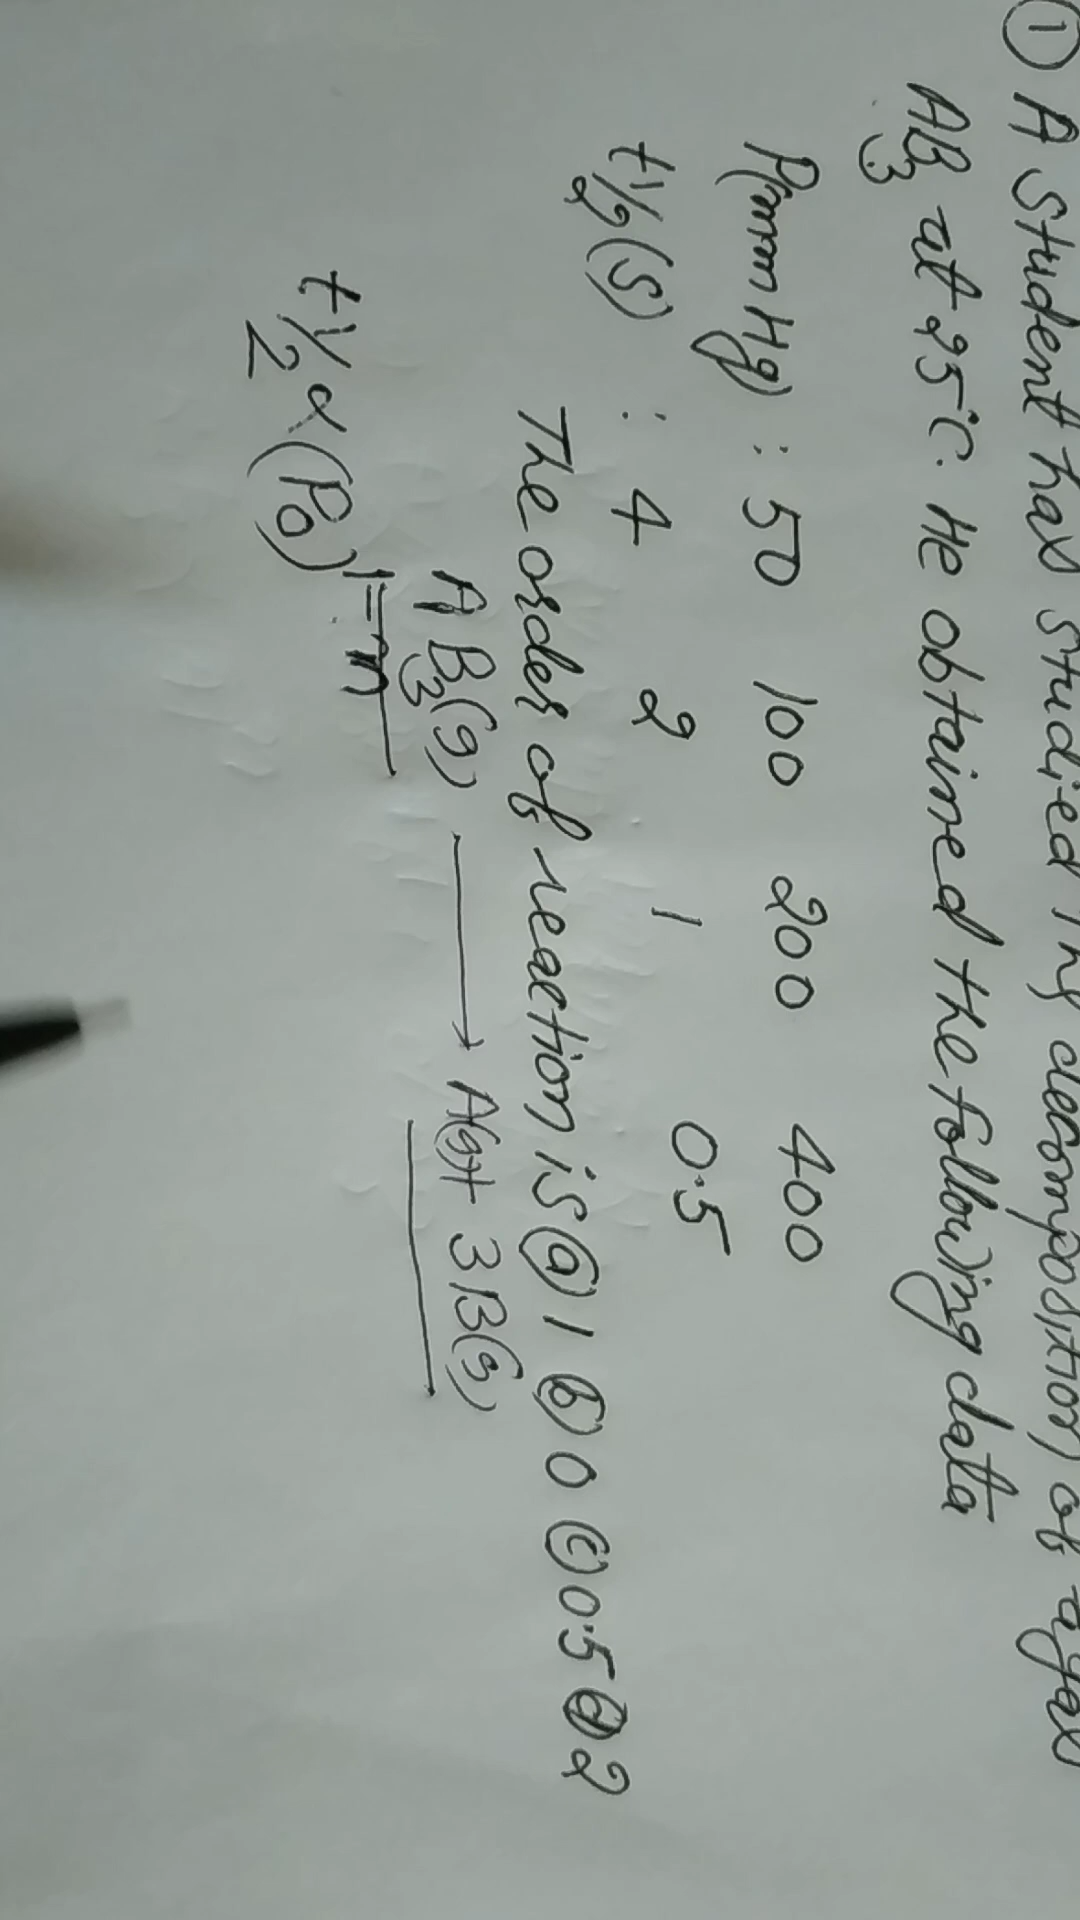 ① A student has studied the decomposition of a gas
AB₃ at 25°C. He obtained the following data
P(mm Hg) : 50 100 200 400
t½(s) : 4 2 1 0.5
The order of reaction is ⓐ 1 ⓑ 0 ⓒ 0.5 ⓓ 2
AB₃(g) → A(g) + 3B(g)
t½ α (P₀)¹⁻ⁿ